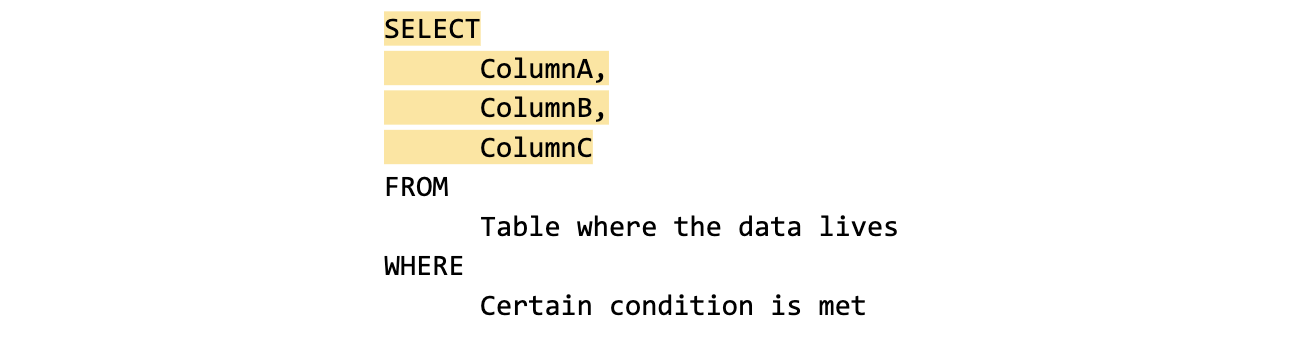 SELECT
ColumnA,
ColumnB,
ColumnC
FROM
Table where the data lives
WHERE
Certain condition is met